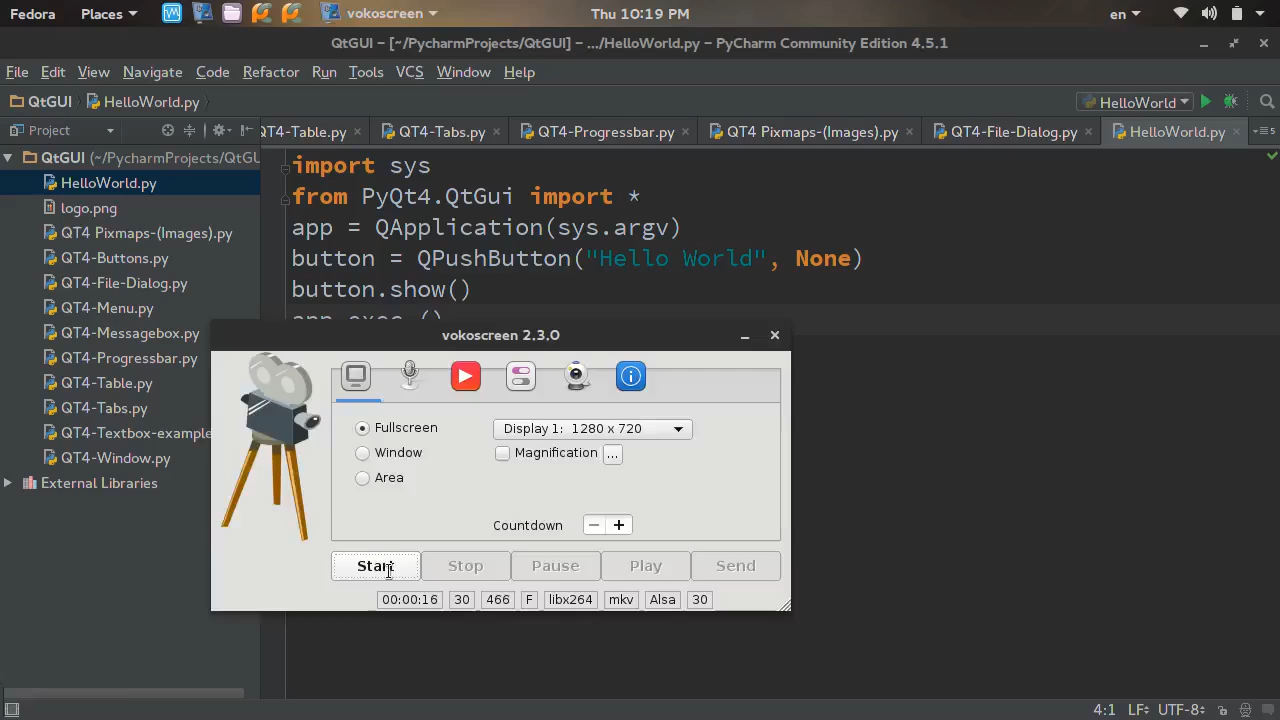 Fedora Places vokoscreen Thu 10:19 PM en
QtGUI – [~/PycharmProjects/QtGUI] – .../HelloWorld.py – PyCharm Community Edition 4.5.1
File Edit View Navigate Code Refactor Run Tools VCS Window Help
QtGUI HelloWorld.py HelloWorld
Project QT4-Table.py QT4-Tabs.py QT4-Progressbar.py QT4 Pixmaps-(Images).py QT4-File-Dialog.py HelloWorld.py 5
QtGUI (~/PycharmProjects/QtGU
HelloWorld.py
logo.png
QT4 Pixmaps-(Images).py
QT4-Buttons.py
QT4-File-Dialog.py
QT4-Menu.py
QT4-Messagebox.py
QT4-Progressbar.py
QT4-Table.py
QT4-Tabs.py
QT4-Textbox-example
QT4-Window.py
External Libraries
import sys
from PyQt4.QtGui import *
app = QApplication(sys.argv)
button = QPushButton("Hello World", None)
button.show()
vokoscreen 2.3.0
Fullscreen Display 1: 1280 x 720
Window Magnification ...
Area
Countdown − +
Start Stop Pause Play Send
00:00:16 30 466 F libx264 mkv Alsa 30
4:1 LF÷ UTF-8÷